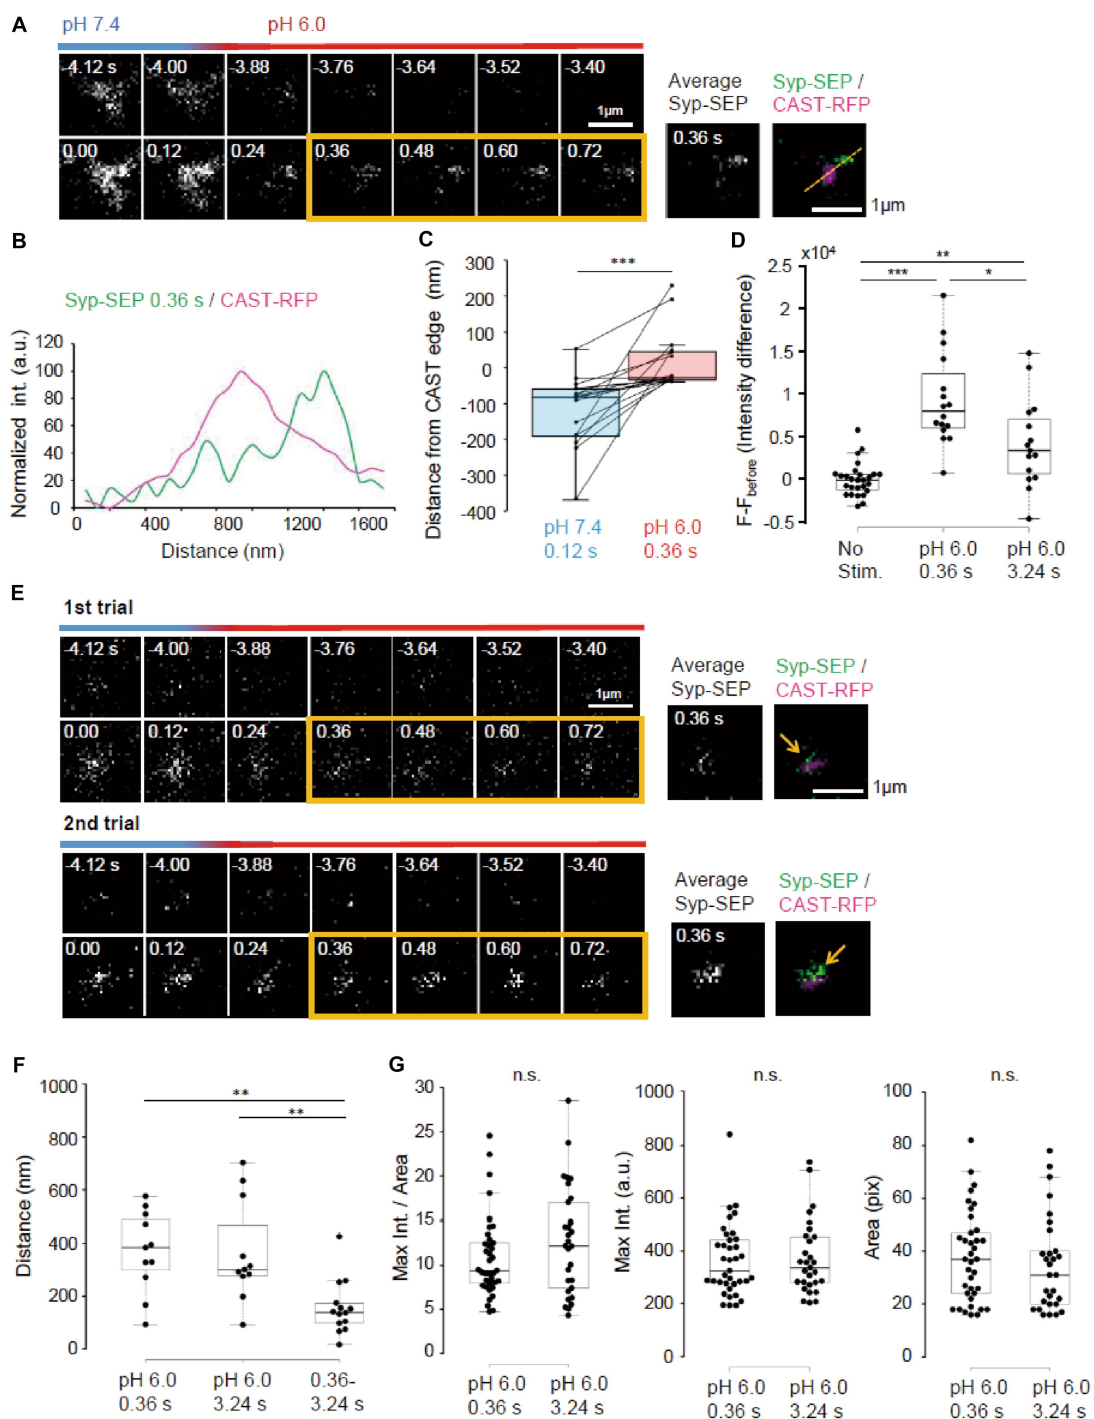 A
pH 7.4
pH 6.0
-4.12 s
-4.00
-3.88
-3.76
-3.64
-3.52
-3.40
1μm
0.00
0.12
0.24
0.36
0.48
0.60
0.72
Average
Syp-SEP
0.36 s
Syp-SEP /
CAST-RFP
1μm
B
Syp-SEP 0.36 s / CAST-RFP
Normalized int. (a.u.)
120
100
80
60
40
20
0
0
400
800
1200
1600
Distance (nm)
C
Distance from CAST edge (nm)
300
200
100
0
-100
-200
-300
-400
***
pH 7.4
0.12 s
pH 6.0
0.36 s
D
x10⁴
F-Fbefore (Intensity difference)
2.5
2
1.5
1
0.5
0
-0.5
**
***
*
No
Stim.
pH 6.0
0.36 s
pH 6.0
3.24 s
E
1st trial
-4.12 s
-4.00
-3.88
-3.76
-3.64
-3.52
-3.40
1μm
0.00
0.12
0.24
0.36
0.48
0.60
0.72
Average
Syp-SEP
0.36 s
Syp-SEP /
CAST-RFP
1μm
2nd trial
-4.12 s
-4.00
-3.88
-3.76
-3.64
-3.52
-3.40
0.00
0.12
0.24
0.36
0.48
0.60
0.72
Average
Syp-SEP
0.36 s
Syp-SEP /
CAST-RFP
F
Distance (nm)
1000
800
600
400
200
0
**
**
pH 6.0
0.36 s
pH 6.0
3.24 s
0.36-
3.24 s
G
n.s.
Max Int. / Area
30
25
20
15
10
5
0
pH 6.0
0.36 s
pH 6.0
3.24 s
n.s.
Max Int. (a.u.)
1000
800
600
400
200
0
pH 6.0
0.36 s
pH 6.0
3.24 s
n.s.
Area (pix)
100
80
60
40
20
0
pH 6.0
0.36 s
pH 6.0
3.24 s